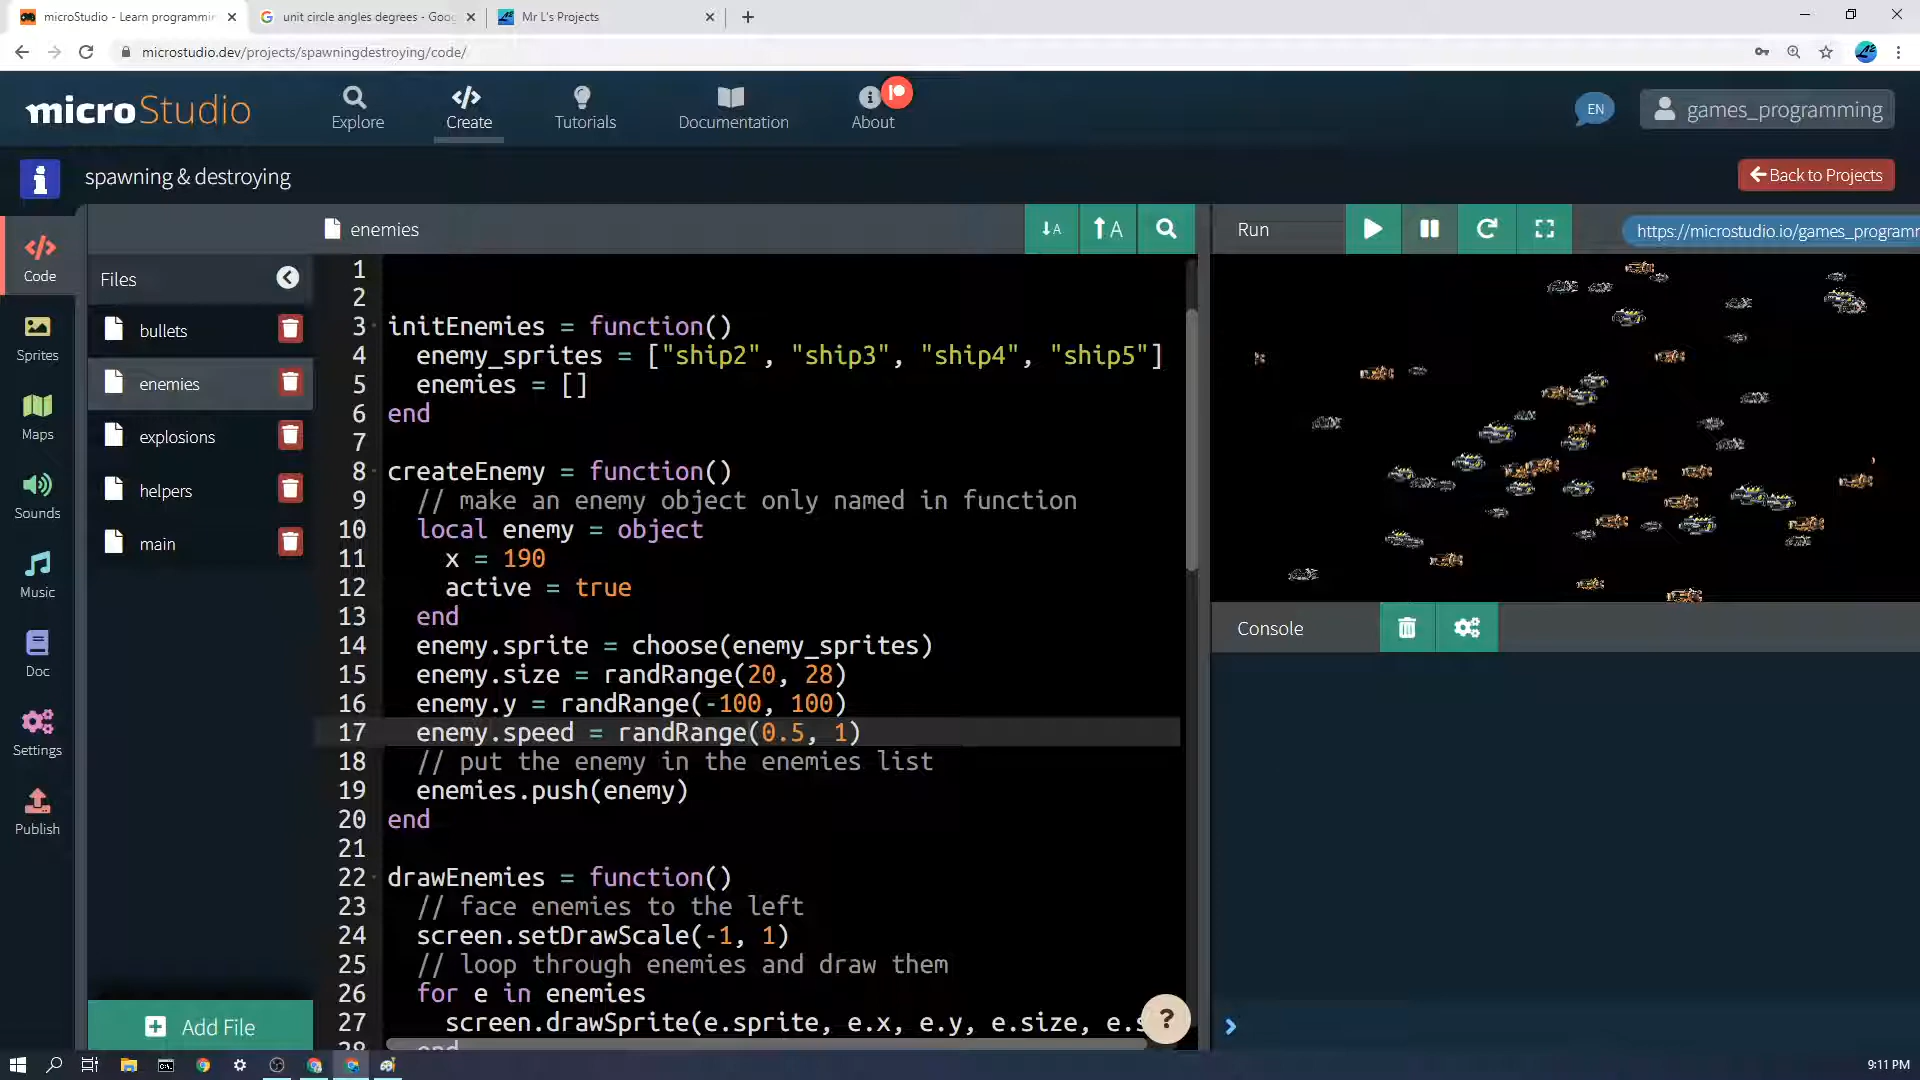 microStudio - Learn programmin
unit circle angles degrees - Goog
Mr L's Projects
microstudio.dev/projects/spawningdestroying/code/
microStudio
Explore
Create
Tutorials
Documentation
About
EN
games_programming
i
spawning & destroying
Back to Projects
Code
Sprites
Maps
Sounds
Music
Doc
Settings
Publish
Files
bullets
enemies
explosions
helpers
main
Add File
enemies
↓A
↑A
1
2
3 initEnemies = function()
4 enemy_sprites = ["ship2", "ship3", "ship4", "ship5"]
5 enemies = []
6 end
7
8 createEnemy = function()
9 // make an enemy object only named in function
10 local enemy = object
11 x = 190
12 active = true
13 end
14 enemy.sprite = choose(enemy_sprites)
15 enemy.size = randRange(20, 28)
16 enemy.y = randRange(-100, 100)
17 enemy.speed = randRange(0.5, 1)
18 // put the enemy in the enemies list
19 enemies.push(enemy)
20 end
21
22 drawEnemies = function()
23 // face enemies to the left
24 screen.setDrawScale(-1, 1)
25 // loop through enemies and draw them
26 for e in enemies
27 screen.drawSprite(e.sprite, e.x, e.y, e.size, e.s
28 end
?
Run
https://microstudio.io/games_programm
Console
9:11 PM